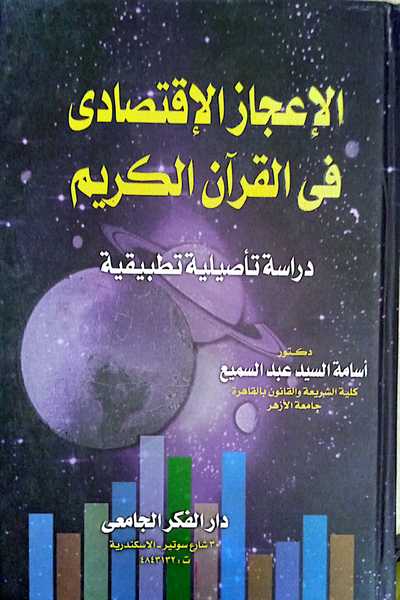 الإعجاز الإقتصادى
فى القرآن الكريم
دراسة تأصيلية تطبيقية
دكتور
أسامة السيد عبد السميع
كلية الشريعة والقانون بالقاهرة
جامعة الأزهر
دار الفكر الجامعى
٣٠ شارع سوتير - الاسكندرية
ت : ٤٨٤٣١٣٢